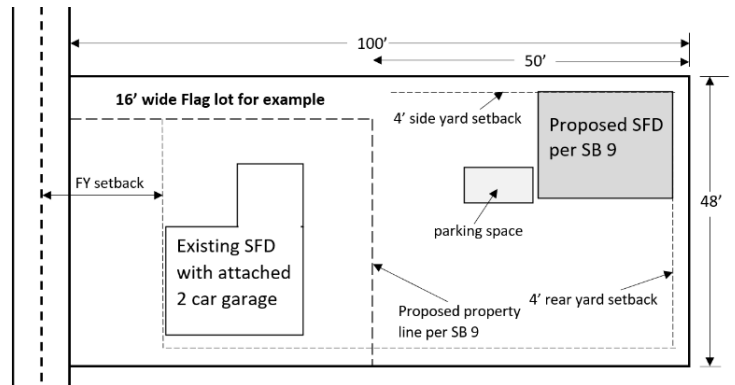 100’
50’
16’ wide Flag lot for example
4’ side yard setback
Proposed SFD
per SB 9
FY setback
48’
parking space
Existing SFD
with attached
2 car garage
4’ rear yard setback
Proposed property
line per SB 9